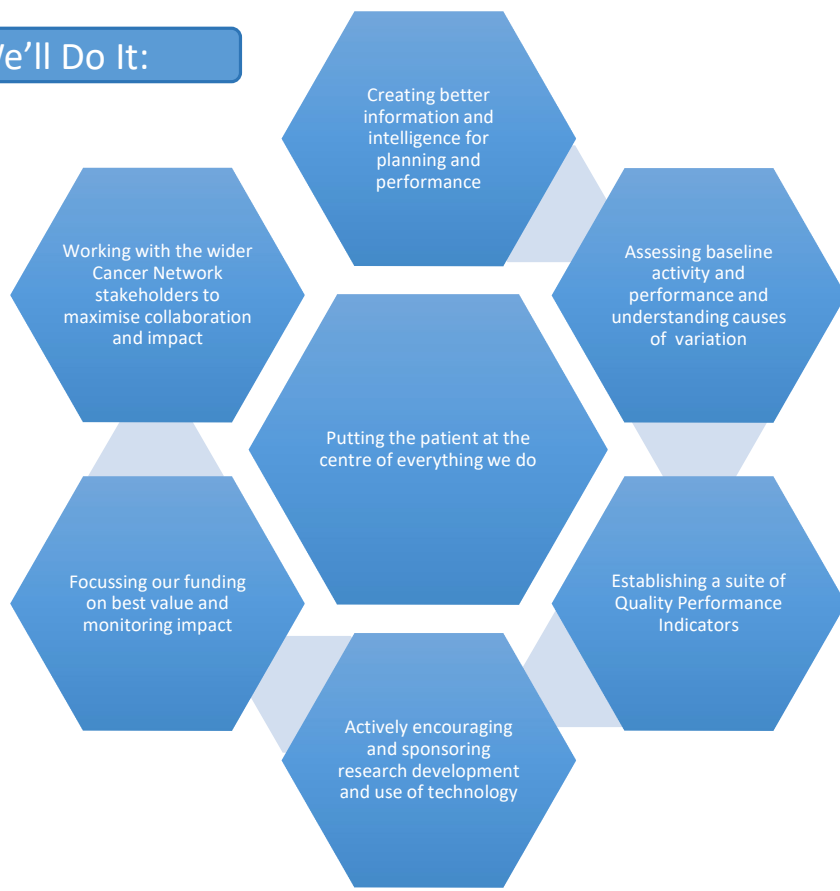 We'll Do It:
Creating better
information and
intelligence for
planning and
performance
Assessing baseline
activity and
performance and
understanding causes
of variation
Establishing a suite of
Quality Performance
Indicators
Actively encouraging
and sponsoring
research development
and use of technology
Focussing our funding
on best value and
monitoring impact
Working with the wider
Cancer Network
stakeholders to
maximise collaboration
and impact
Putting the patient at the
centre of everything we do